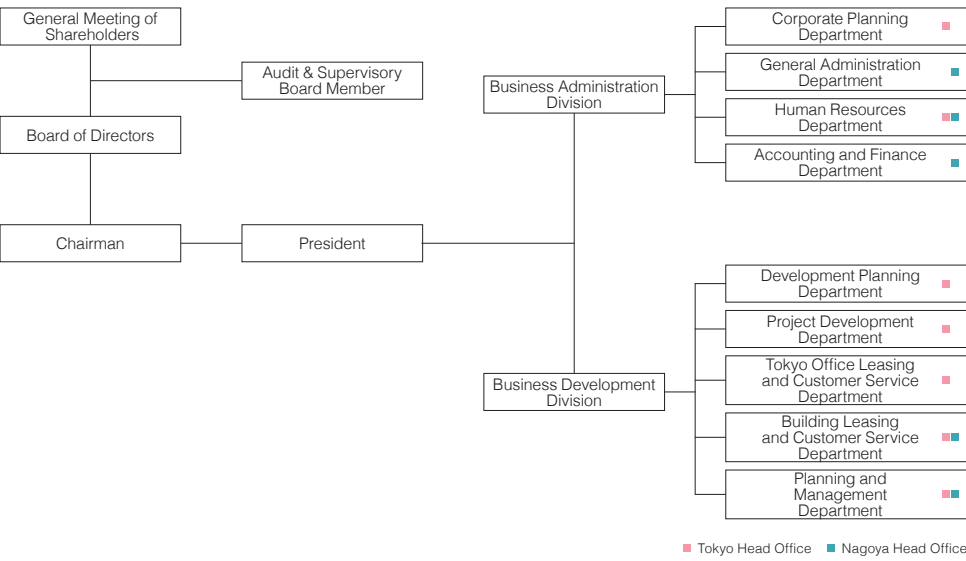 General Meeting of
Shareholders
Audit & Supervisory
Board Member
Board of Directors
Chairman
President
Business Administration
Division
Corporate Planning
Department
General Administration
Department
Human Resources
Department
Accounting and Finance
Department
Business Development
Division
Development Planning
Department
Project Development
Department
Tokyo Office Leasing
and Customer Service
Department
Building Leasing
and Customer Service
Department
Planning and
Management
Department
Tokyo Head Office
Nagoya Head Office